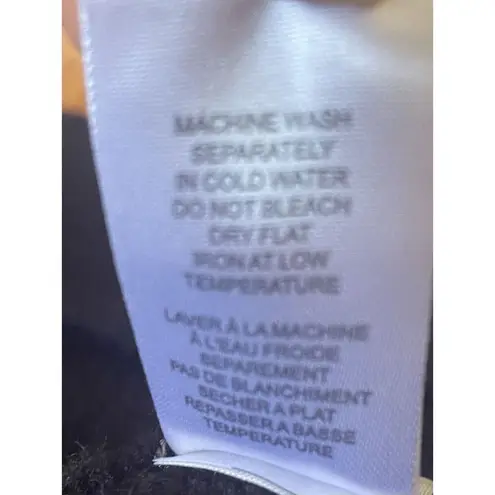 MACHINE WASH
SEPARATELY
IN COLD WATER
DO NOT BLEACH
DRY FLAT
IRON AT LOW
TEMPERATURE
LAVER À LA MACHINE
À L'EAU FROIDE
SEPAREMENT
PAS DE BLANCHIMENT
SECHER A PLAT
REPASSER A BASSE
TEMPERATURE